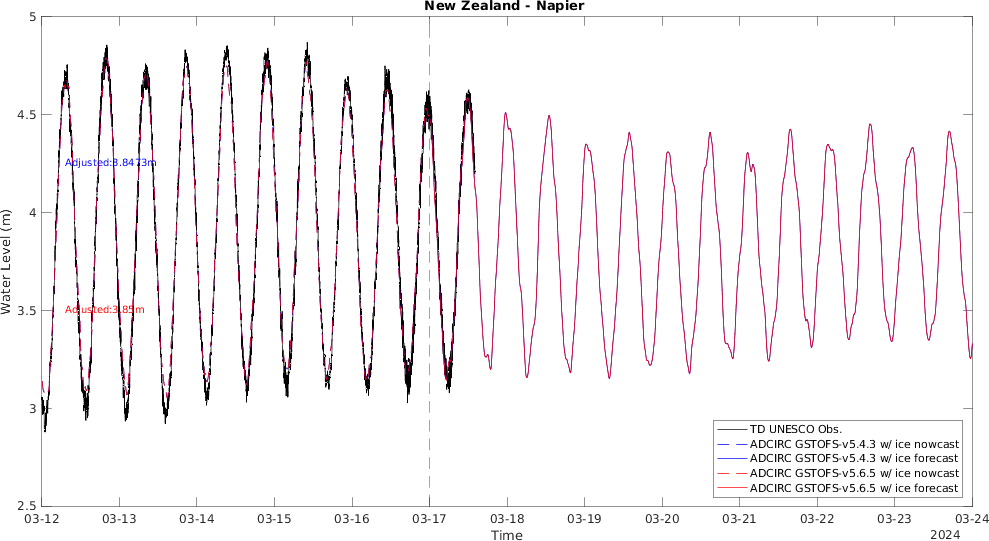 New Zealand - Napier
5
4.5
4
3.5
3
2.5
Water Level (m)
Adjusted:3.8473m
Adjusted:3.85m
TD UNESCO Obs.
ADCIRC GSTOFS-v5.4.3 w/ ice nowcast
ADCIRC GSTOFS-v5.4.3 w/ ice forecast
ADCIRC GSTOFS-v5.6.5 w/ ice nowcast
ADCIRC GSTOFS-v5.6.5 w/ ice forecast
03-12 03-13 03-14 03-15 03-16 03-17 03-18 03-19 03-20 03-21 03-22 03-23 03-24
Time
2024